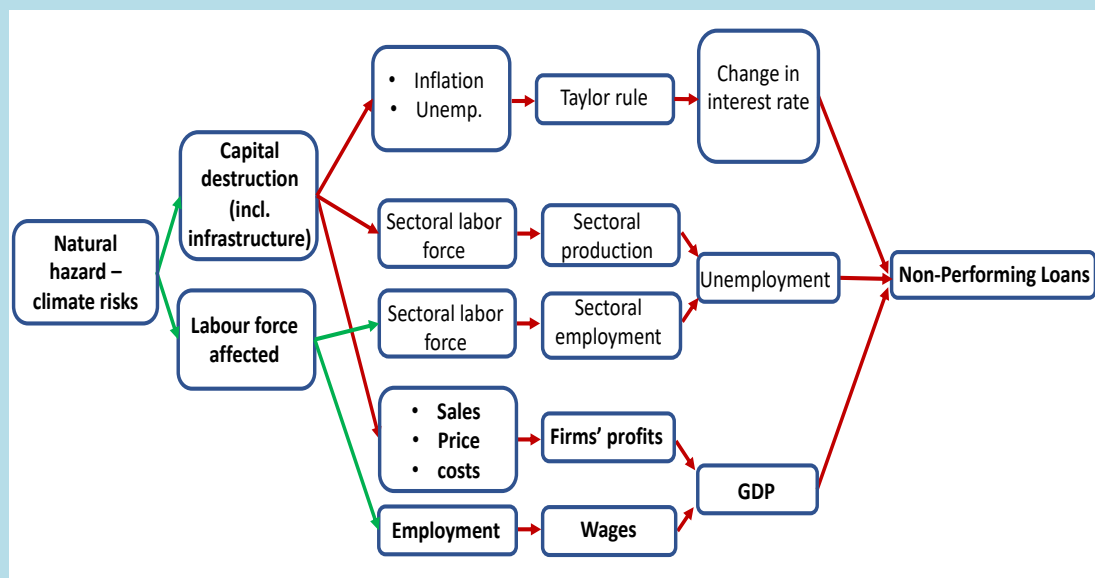 Natural
hazard –
climate risks
Capital
destruction
(incl.
infrastructure)
Labour force
affected
• Inflation
• Unemp.
Taylor rule
Change in
interest rate
Sectoral labor
force
Sectoral
production
Sectoral labor
force
Sectoral
employment
Unemployment
• Sales
• Price
• costs
Firms' profits
Employment
Wages
GDP
Non-Performing Loans